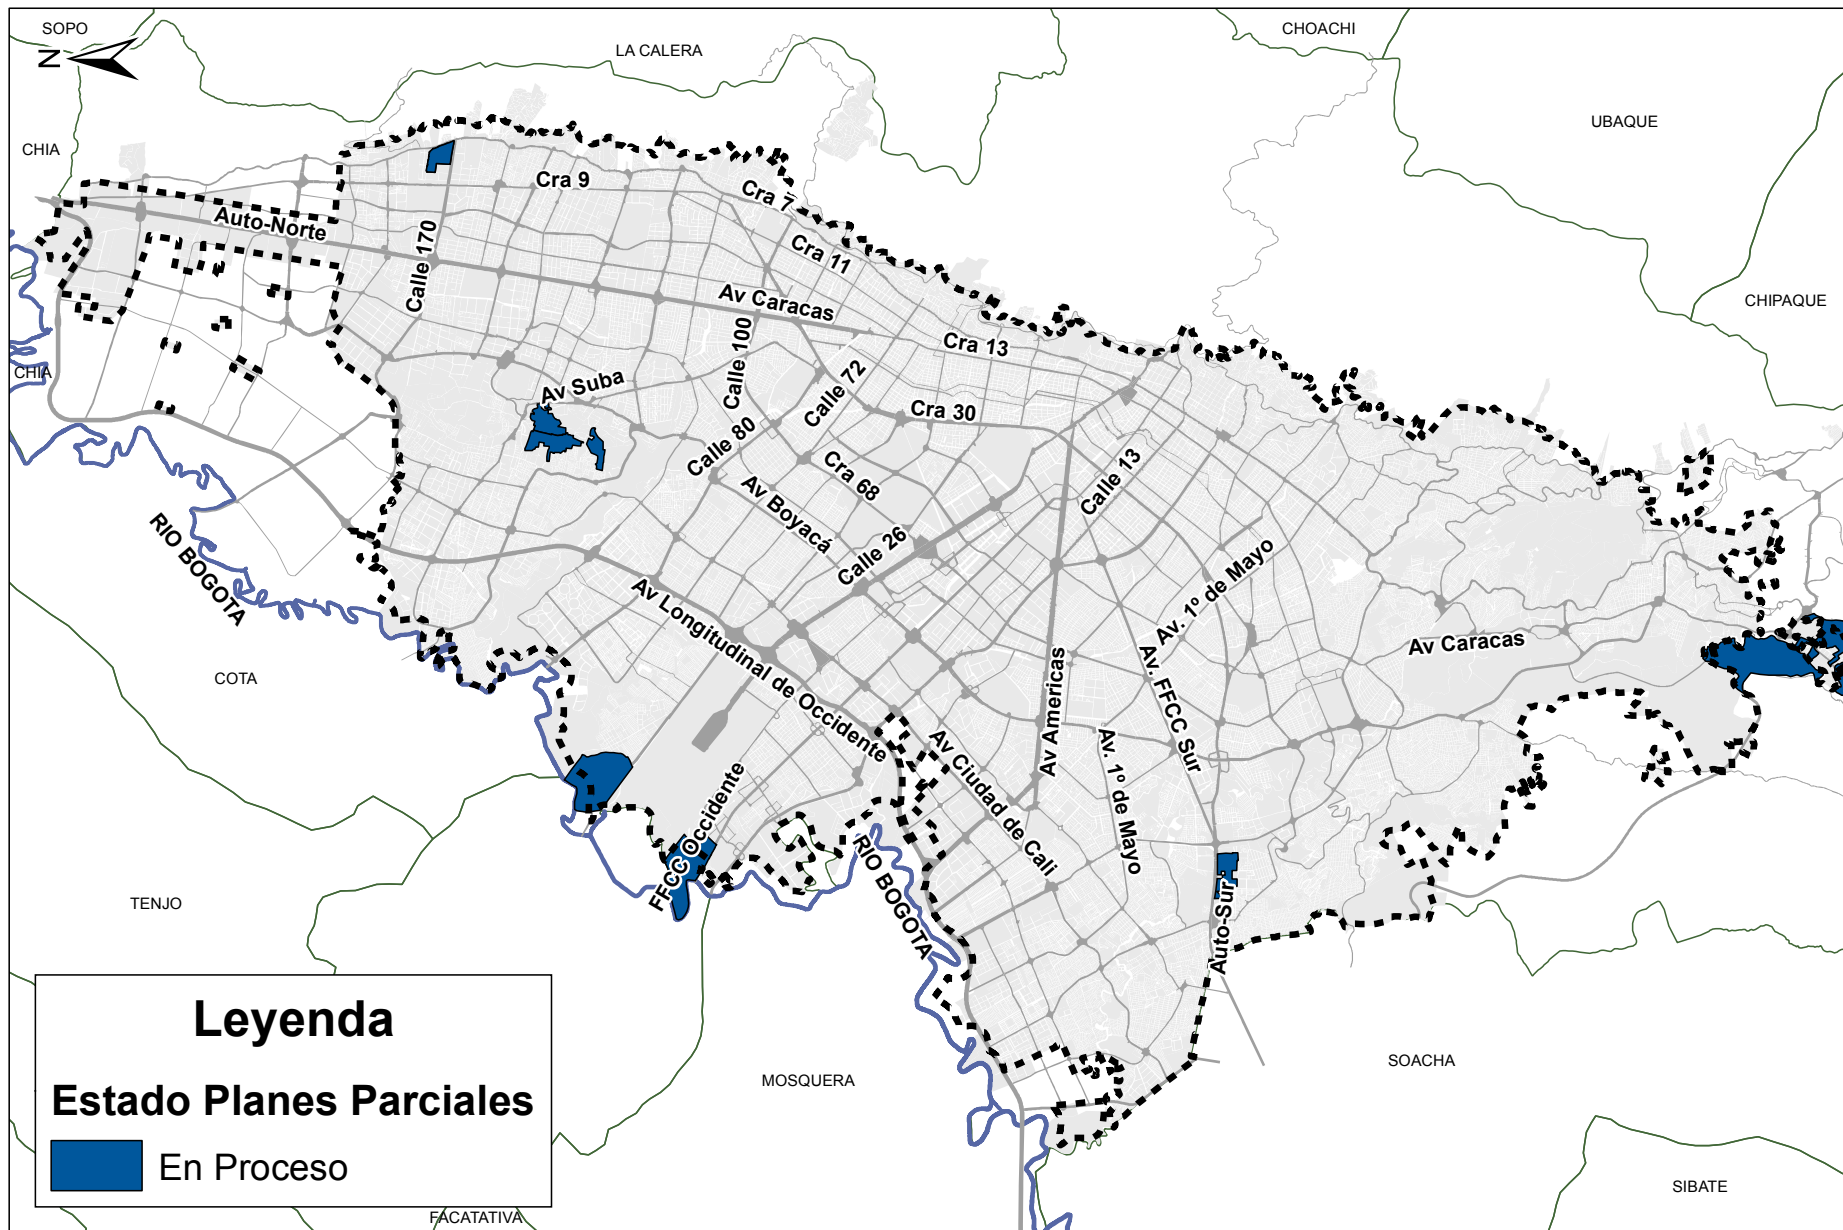 SOPO
N
CHOACHI
LA CALERA
UBAQUE
CHIA
Cra 9
Cra 7
Auto-Norte
Cra 11
Calle 170
CHIPAQUE
Av Caracas
Cra 13
Calle 100
CHIA
Av Suba
Calle 72
Cra 30
Calle 80
Cra 68
Calle 13
Av Boyacá
RIO BOGOTA
Calle 26
Av. 1º de Mayo
Av Longitudinal de Occidente
Av Caracas
COTA
Av. FFCC Sur
Av Americas
Av Ciudad de Cali
Av. 1º de Mayo
FFCC Occidente
RIO BOGOTA
TENJO
Auto-Sur
Leyenda
SOACHA
MOSQUERA
Estado Planes Parciales
En Proceso
SIBATE
FACATATIVA